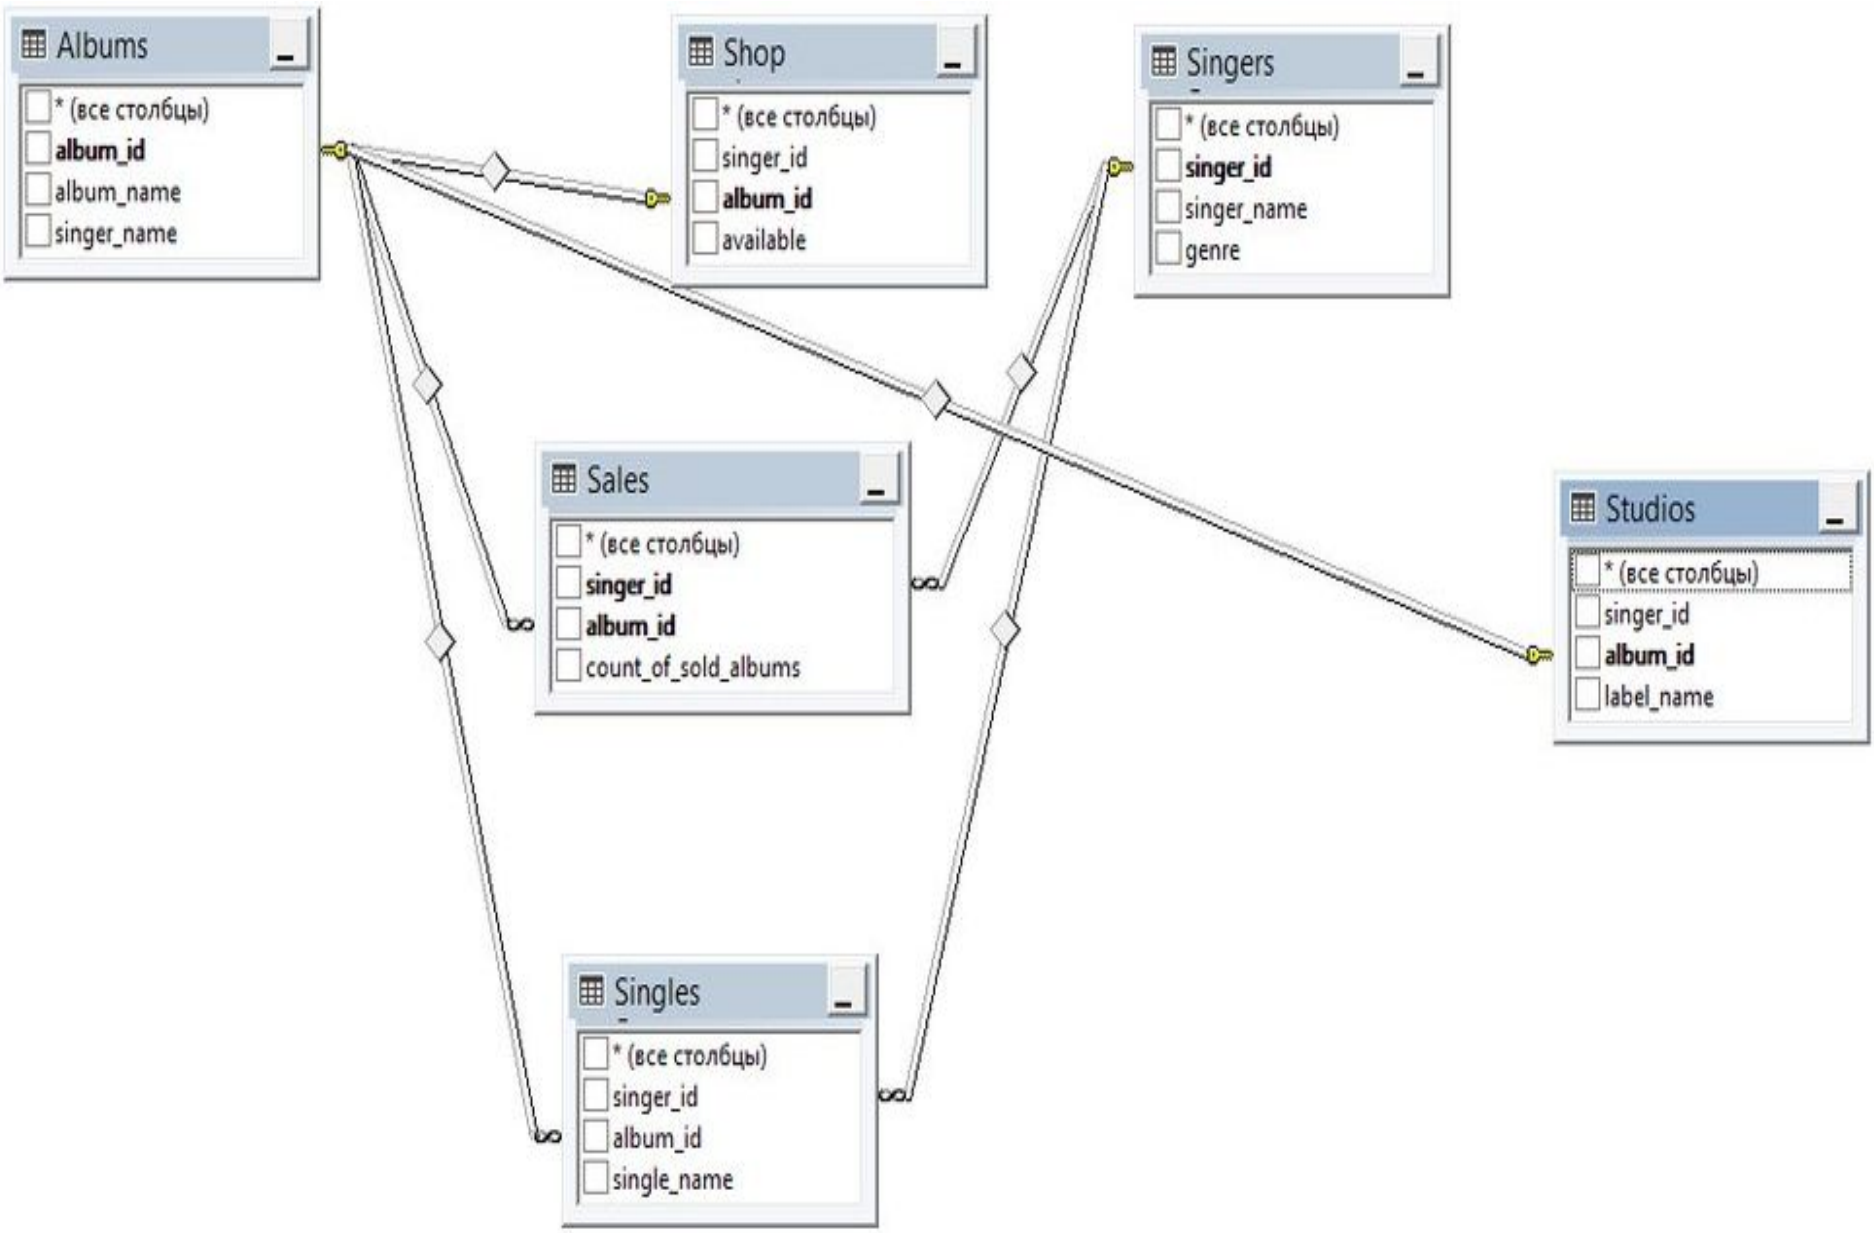 Albums
* (все столбцы)
album_id
album_name
singer_name
Shop
* (все столбцы)
singer_id
album_id
available
Singers
* (все столбцы)
singer_id
singer_name
genre
Sales
* (все столбцы)
singer_id
album_id
count_of_sold_albums
Studios
* (все столбцы)
singer_id
album_id
label_name
Singles
* (все столбцы)
singer_id
album_id
single_name